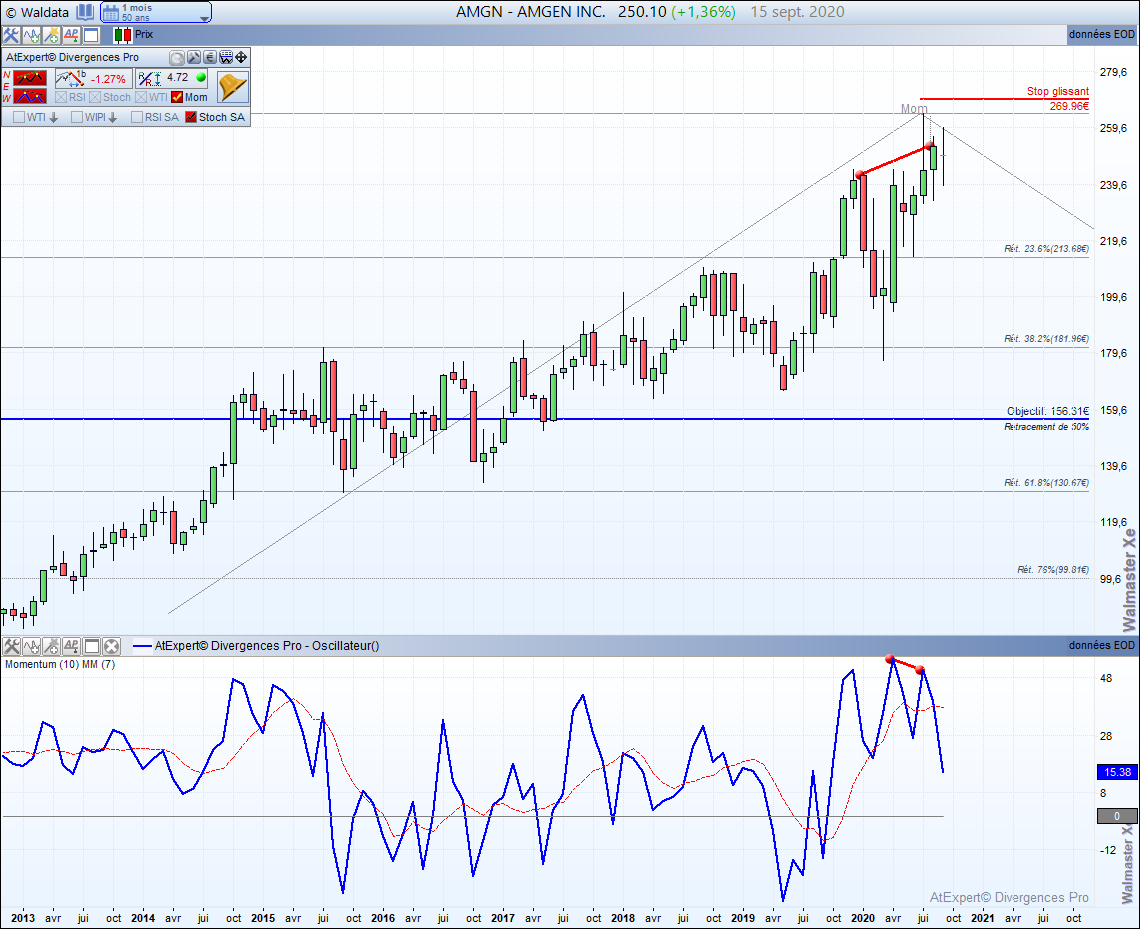 © Waldata
1 mois
50 ans
AMGN - AMGEN INC. 250.10 (+1,36%) 15 sept. 2020
Prix
données EOD
AtExpert© Divergences Pro
N
E
W
1b
-1.27%
R/R
4.72
RSI Stoch WTI Mom
WTI WIPI RSI SA Stoch SA
279,6
Stop glissant
269.96€
Mom
259,6
239,6
219,6
Rét. 23.6%(213.68€)
199,6
Rét. 38.2%(181.96€)
179,6
Objectif: 156.31€
159,6
Retracement de 50%
139,6
Rét. 61.8%(130.67€)
119,6
Rét. 76%(99.81€)
99,6
Walmaster Xe
AtExpert© Divergences Pro - Oscillateur()
données EOD
Momentum (10) MM (7)
48
28
15.38
8
0
-12
Walmaster X
AtExpert© Divergences Pro
2013 avr jui oct 2014 avr jui oct 2015 avr jui oct 2016 avr jui oct 2017 avr jui oct 2018 avr jui oct 2019 avr jui oct 2020 avr jui oct 2021 avr jui oct